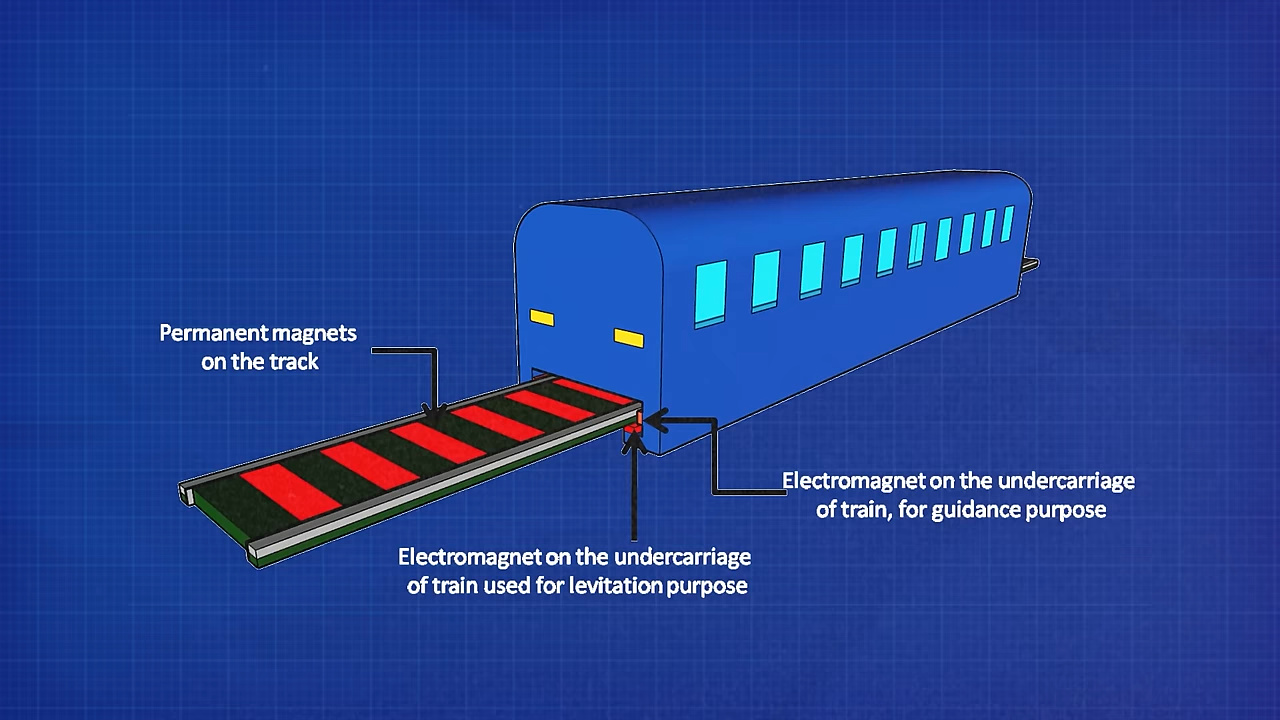 Permanent magnets
on the track
Electromagnet on the undercarriage
of train, for guidance purpose
Electromagnet on the undercarriage
of train used for levitation purpose